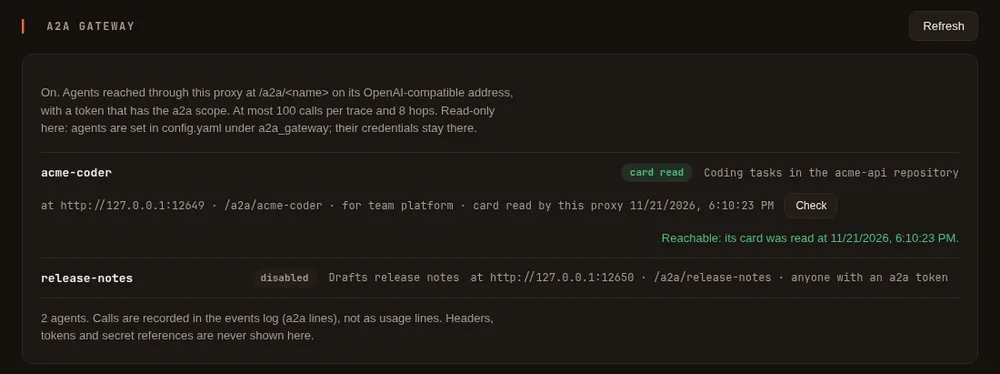 A2A GATEWAY
Refresh
On. Agents reached through this proxy at /a2a/<name> on its OpenAI-compatible address,
with a token that has the a2a scope. At most 100 calls per trace and 8 hops. Read-only
here: agents are set in config.yaml under a2a_gateway; their credentials stay there.
acme-coder
card read
Coding tasks in the acme-api repository
at http://127.0.0.1:12649 · /a2a/acme-coder · for team platform · card read by this proxy 11/21/2026, 6:10:23 PM
Check
Reachable: its card was read at 11/21/2026, 6:10:23 PM.
release-notes
disabled
Drafts release notes
at http://127.0.0.1:12650 · /a2a/release-notes · anyone with an a2a token
2 agents. Calls are recorded in the events log (a2a lines), not as usage lines. Headers,
tokens and secret references are never shown here.